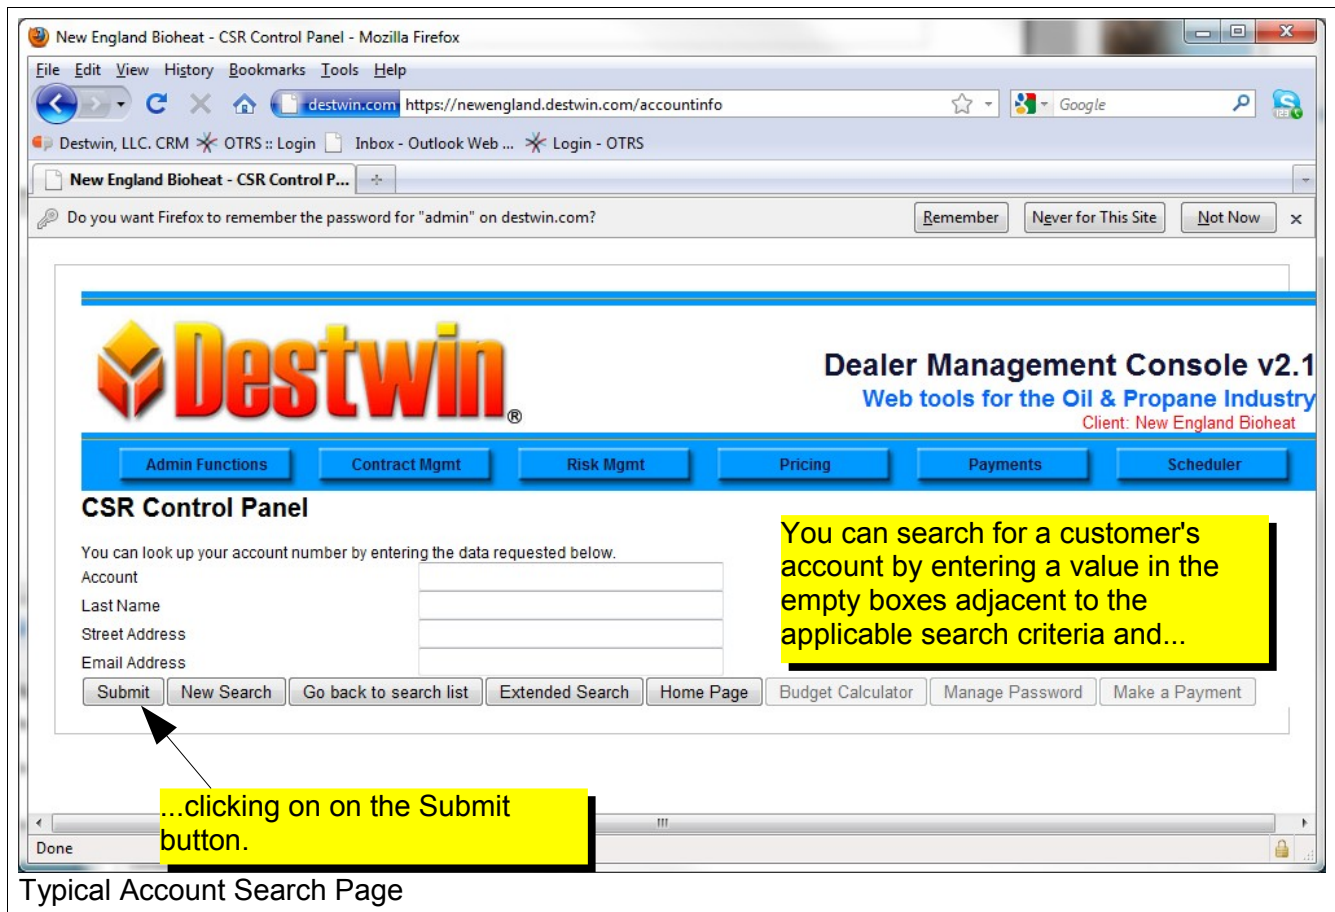 New England Bioheat - CSR Control Panel - Mozilla Firefox
File Edit View History Bookmarks Tools Help
destwin.com https://newengland.destwin.com/accountinfo Google
Destwin, LLC. CRM OTRS :: Login Inbox - Outlook Web ... Login - OTRS
New England Bioheat - CSR Control P...
Do you want Firefox to remember the password for "admin" on destwin.com? Remember Never for This Site Not Now x
Destwin®
Dealer Management Console v2.1
Web tools for the Oil & Propane Industry
Client: New England Bioheat
Admin Functions Contract Mgmt Risk Mgmt Pricing Payments Scheduler
CSR Control Panel
You can look up your account number by entering the data requested below.
Account
Last Name
Street Address
Email Address
You can search for a customer's
account by entering a value in the
empty boxes adjacent to the
applicable search criteria and...
Submit New Search Go back to search list Extended Search Home Page Budget Calculator Manage Password Make a Payment
...clicking on on the Submit
button.
Done
Typical Account Search Page